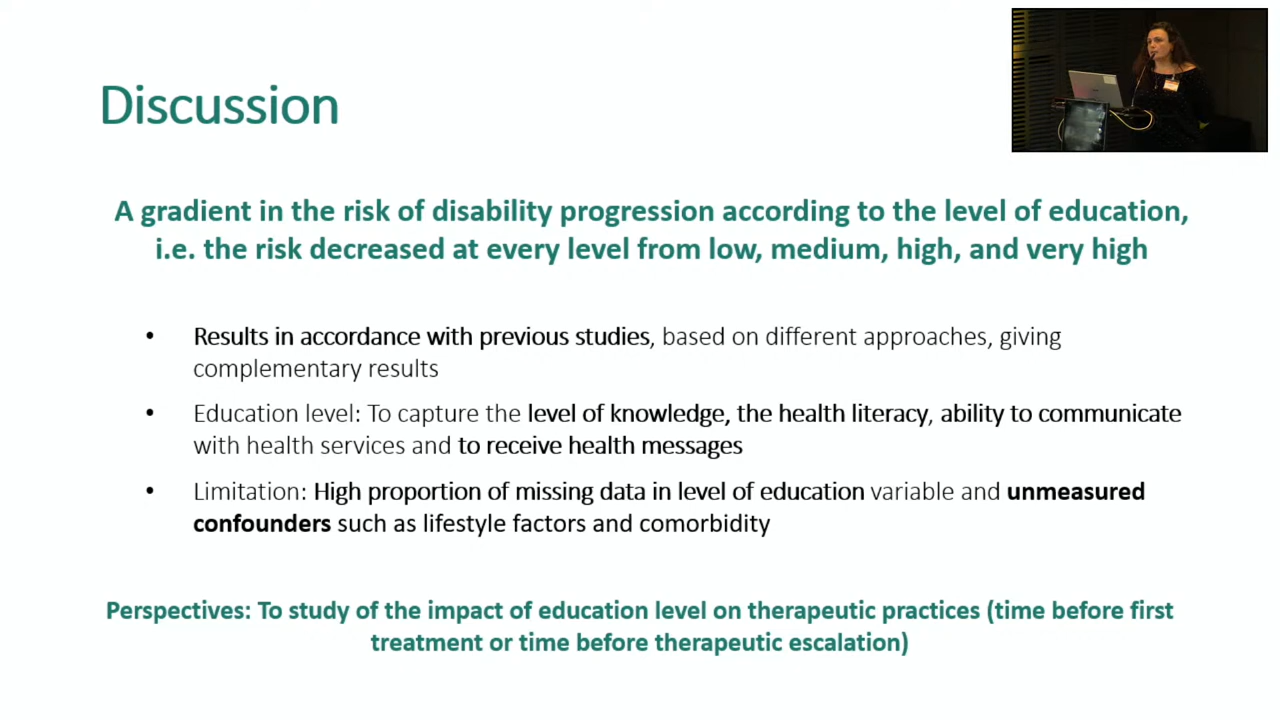 Discussion
A gradient in the risk of disability progression according to the level of education,
i.e. the risk decreased at every level from low, medium, high, and very high
• Results in accordance with previous studies, based on different approaches, giving
complementary results
• Education level: To capture the level of knowledge, the health literacy, ability to communicate
with health services and to receive health messages
• Limitation: High proportion of missing data in level of education variable and unmeasured
confounders such as lifestyle factors and comorbidity
Perspectives: To study of the impact of education level on therapeutic practices (time before first
treatment or time before therapeutic escalation)